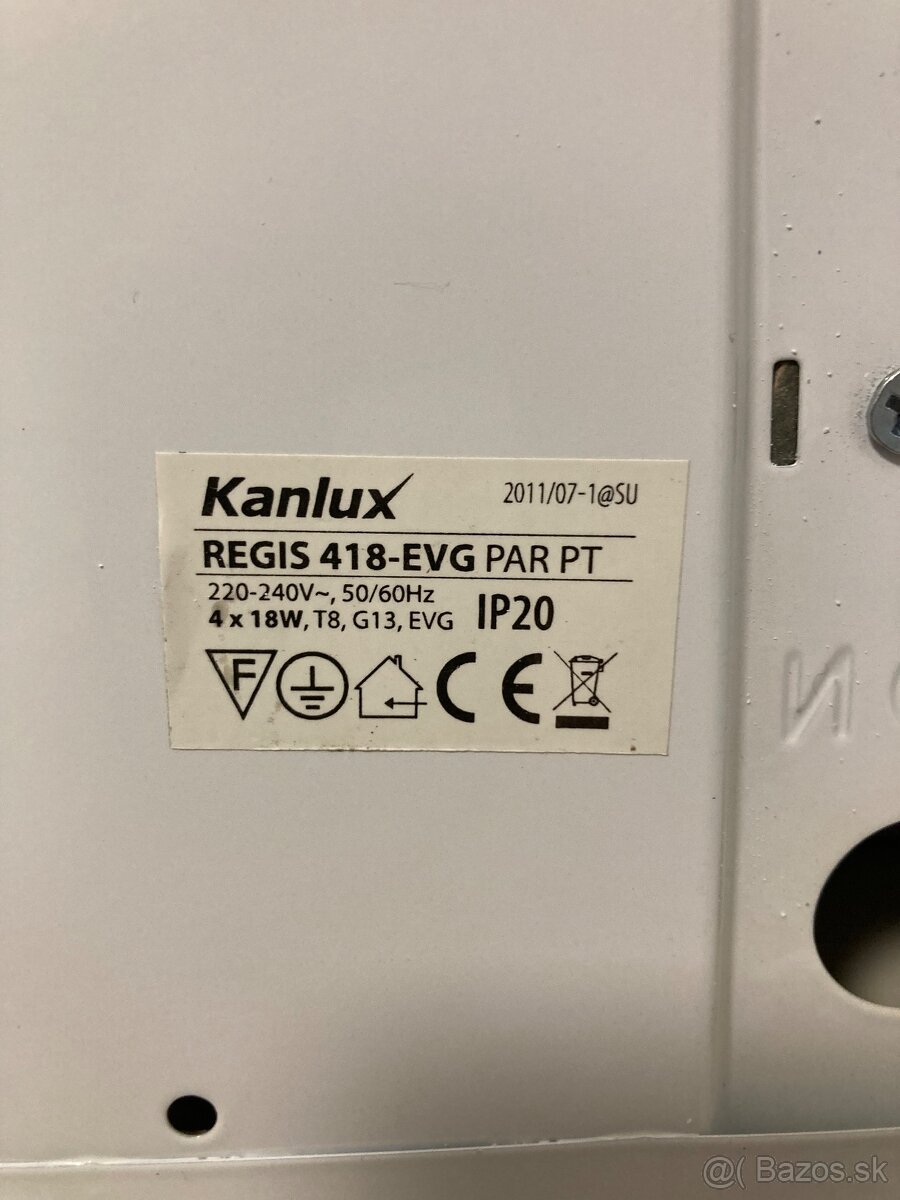 Kanlux 2011/07-1@SU
REGIS 418-EVG PAR PT
220-240V~, 50/60Hz
4 x 18W, T8, G13, EVG IP20
F CE
N
@( Bazos.sk